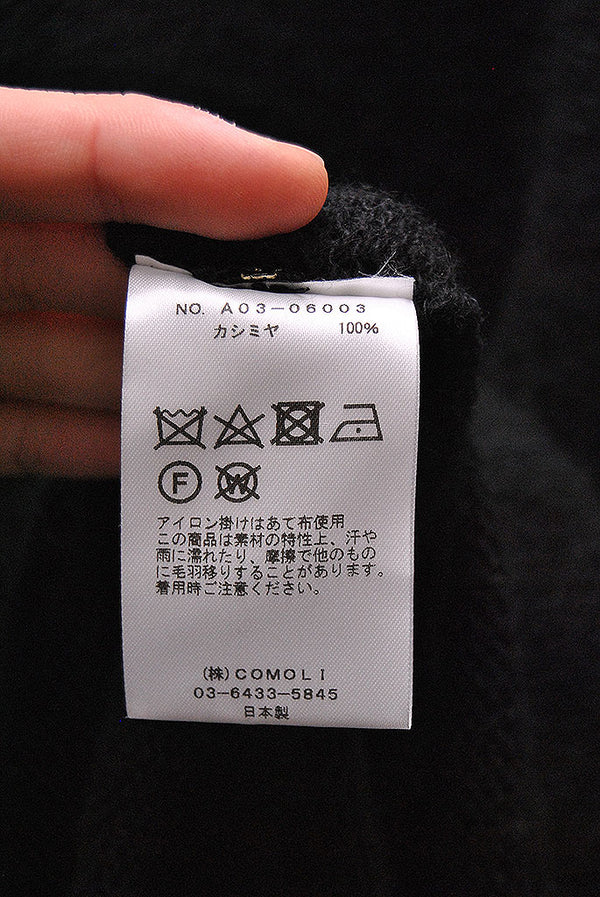 NO. A03-06003
カシミヤ 100%
F W
アイロン掛けはあて布使用
この商品は素材の特性上、汗や
雨に濡れたり、摩擦で他のもの
に毛羽移りすることがあります。
着用時ご注意ください。
(株)COMOLI
03-6433-5845
日本製